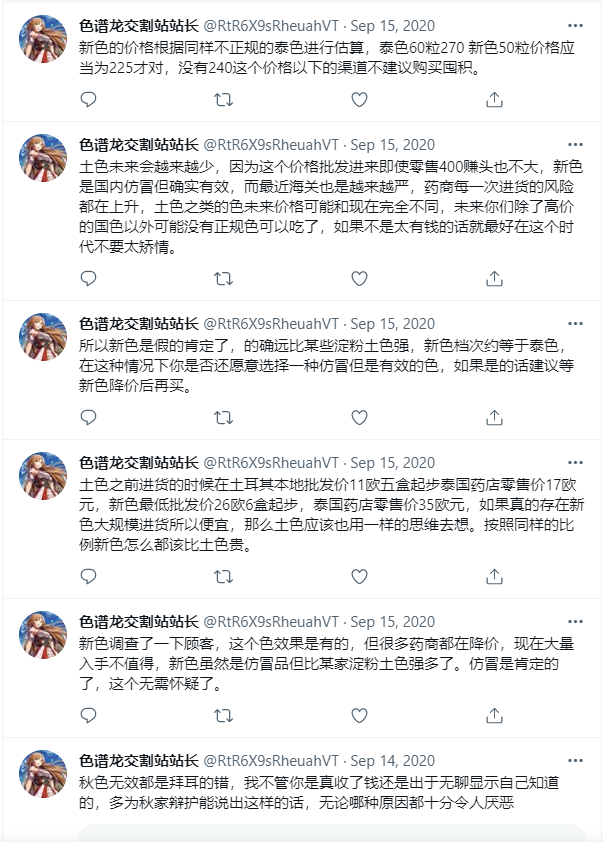 色谱龙交割站站长 @RtR6X9sRheuahVT · Sep 15, 2020
新色的价格根据同样不正规的泰色进行估算，泰色60粒270 新色50粒价格应
当为225才对，没有240这个价格以下的渠道不建议购买囤积。
色谱龙交割站站长 @RtR6X9sRheuahVT · Sep 15, 2020
土色未来会越来越少，因为这个价格批发进来即使零售400赚头也不大，新色
是国内仿冒但确实有效，而最近海关也是越来越严，药商每一次进货的风险
都在上升，土色之类的色未来价格可能和现在完全不同，未来你们除了高价
的国色以外可能没有正规色可以吃了，如果不是太有钱的话就最好在这个时
代不要太矫情。
色谱龙交割站站长 @RtR6X9sRheuahVT · Sep 15, 2020
所以新色是假的肯定了，的确远比某些淀粉土色强，新色档次约等于泰色，
在这种情况下你是否还愿意选择一种仿冒但是有效的色，如果是的话建议等
新色降价后再买。
色谱龙交割站站长 @RtR6X9sRheuahVT · Sep 15, 2020
土色之前进货的时候在土耳其本地批发价11欧五盒起步泰国药店零售价17欧
元，新色最低批发价26欧6盒起步，泰国药店零售价35欧元，如果真的存在新
色大规模进货所以便宜，那么土色应该也用一样的思维去想。按照同样的比
例新色怎么都该比土色贵。
色谱龙交割站站长 @RtR6X9sRheuahVT · Sep 15, 2020
新色调查了一下顾客，这个色效果是有的，但很多药商都在降价，现在大量
入手不值得，新色虽然是仿冒品但比某家淀粉土色强多了。仿冒是肯定的
了，这个无需怀疑了。
色谱龙交割站站长 @RtR6X9sRheuahVT · Sep 14, 2020
秋色无效都是拜耳的错，我不管你是真收了钱还是出于无聊显示自己知道
的，多为秋家辩护能说出这样的话，无论哪种原因都十分令人厌恶